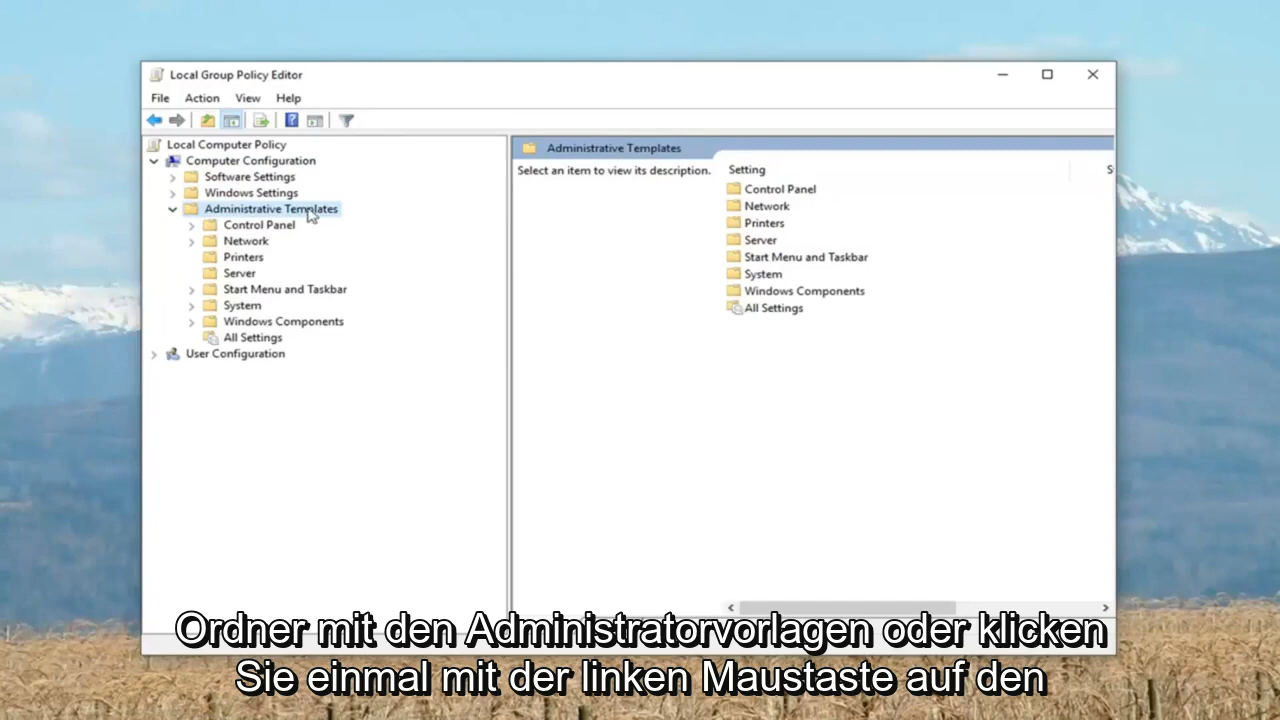 Local Group Policy Editor
File Action View Help
Local Computer Policy
Computer Configuration
Software Settings
Windows Settings
Administrative Templates
Control Panel
Network
Printers
Server
Start Menu and Taskbar
System
Windows Components
All Settings
User Configuration
Administrative Templates
Select an item to view its description.
Setting
S
Control Panel
Network
Printers
Server
Start Menu and Taskbar
System
Windows Components
All Settings
Ordner mit den Administratorvorlagen oder klicken
Sie einmal mit der linken Maustaste auf den